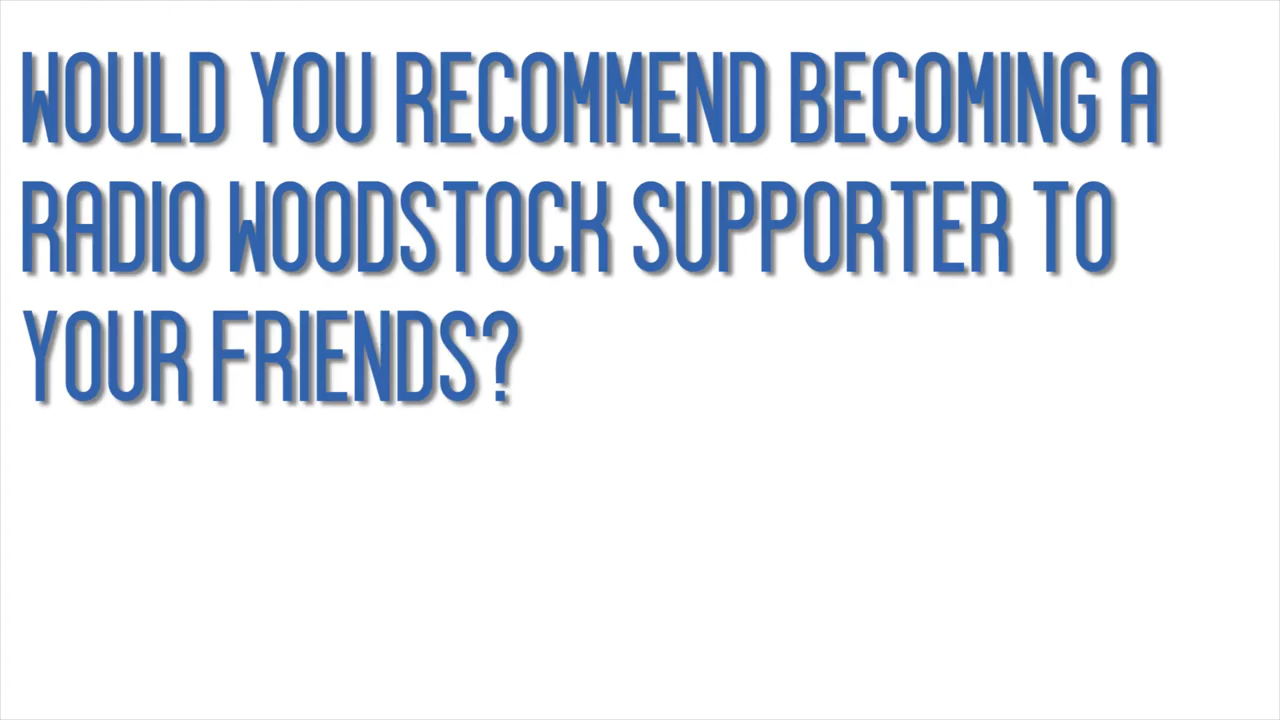 WOULD YOU RECOMMEND BECOMING A
RADIO WOODSTOCK SUPPORTER TO
YOUR FRIENDS?